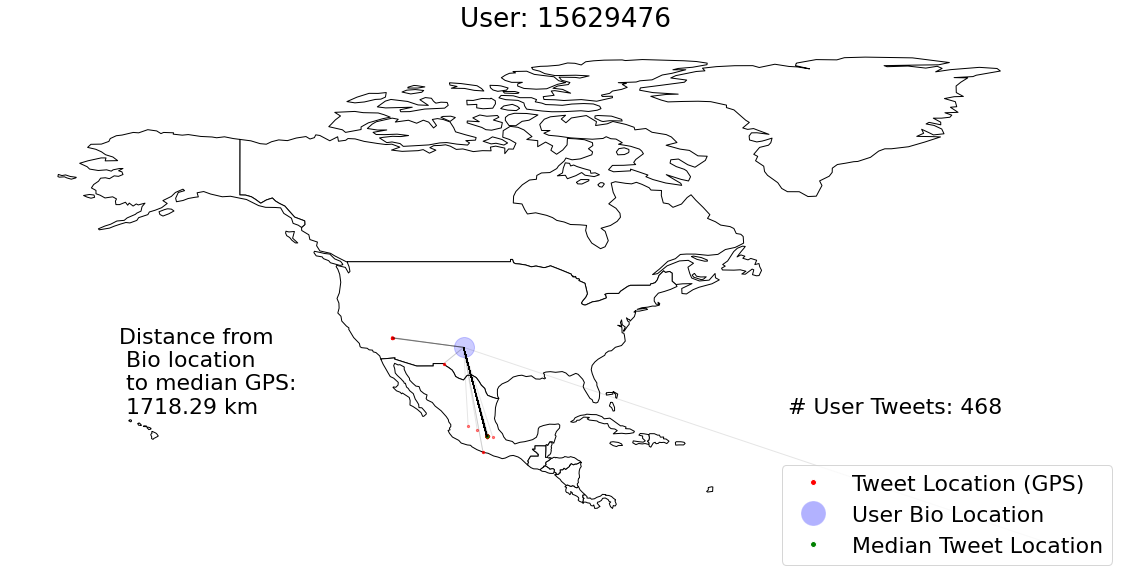 User: 15629476
Distance from
Bio location
to median GPS:
1718.29 km
# User Tweets: 468
Tweet Location (GPS)
User Bio Location
Median Tweet Location